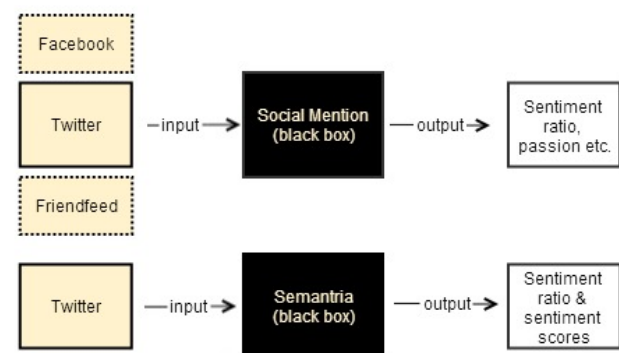 Facebook
Twitter
input
Social Mention
(black box)
output
Sentiment
ratio,
passion etc.
Friendfeed
Twitter
input
Semantria
(black box)
output
Sentiment
ratio &
sentiment
scores